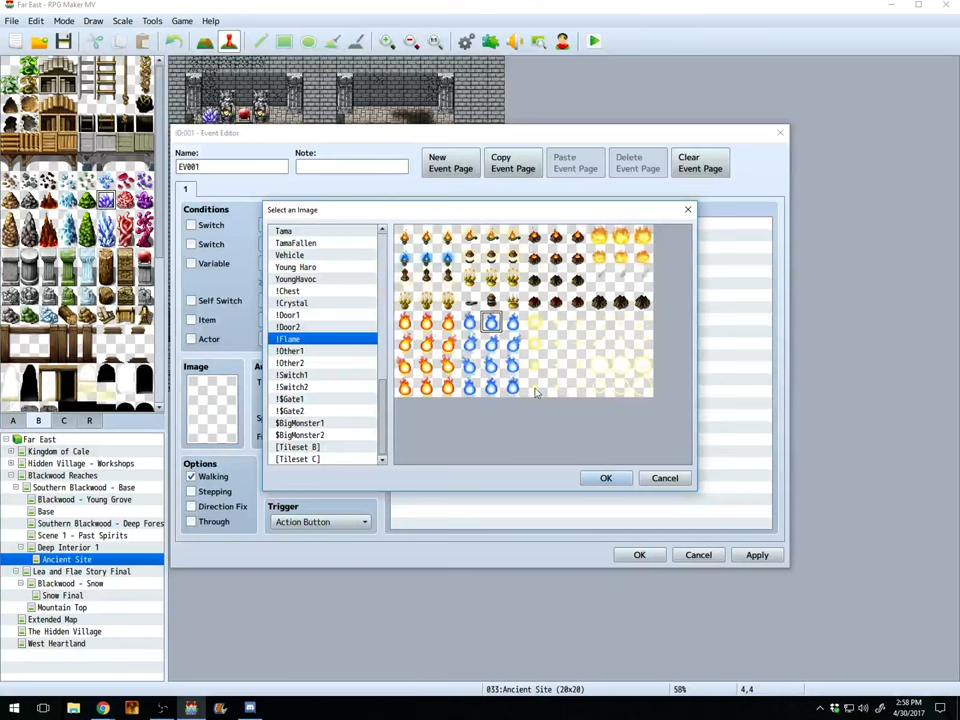 Far East - RPG Maker MV
File Edit Mode Draw Scale Tools Game Help
ID:001 - Event Editor
Name:
Note:
EV001
New
Event Page
Copy
Event Page
Paste
Event Page
Delete
Event Page
Clear
Event Page
1
Conditions
Switch
Switch
Variable
Self Switch
Item
Actor
Image
Options
Walking
Stepping
Direction Fix
Through
Trigger
Action Button
OK
Cancel
Apply
Select an Image
Tama
TamaFallen
Vehicle
Young Haro
YoungHavoc
!Chest
!Crystal
!Door1
!Door2
!Flame
!Other1
!Other2
!Switch1
!Switch2
!$Gate1
!$Gate2
$BigMonster1
$BigMonster2
[Tileset B]
[Tileset C]
OK
Cancel
A B C R
Far East
Kingdom of Cale
Hidden Village - Workshops
Blackwood Reaches
Southern Blackwood - Base
Blackwood - Young Grove
Base
Southern Blackwood - Deep Fores
Scene 1 - Past Spirits
Deep Interior 1
Ancient Site
Lea and Flae Story Final
Blackwood - Snow
Snow Final
Mountain Top
Extended Map
The Hidden Village
West Heartland
033:Ancient Site (20x20)
58%
4,4
2:58 PM
4/30/2017